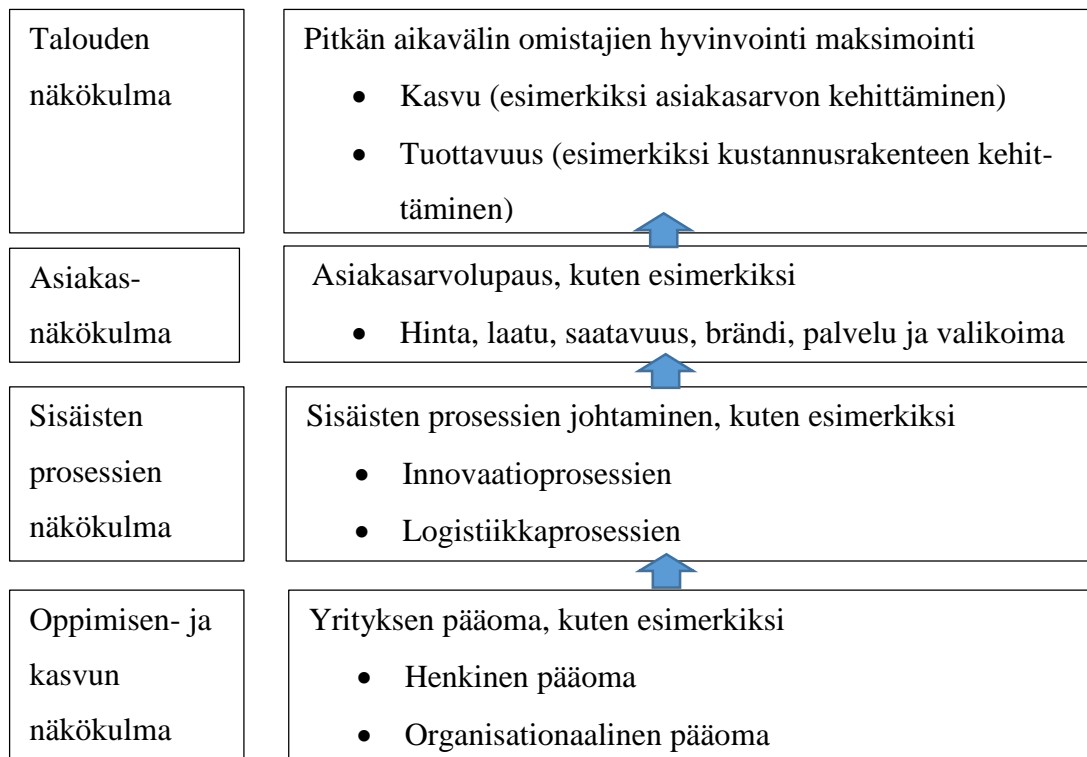 Talouden
näkökulma
Pitkän aikavälin omistajien hyvinvointi maksimointi
• Kasvu (esimerkiksi asiakasarvon kehittäminen)
• Tuottavuus (esimerkiksi kustannusrakenteen kehit-
täminen)
Asiakas-
näkökulma
Asiakasarvolupaus, kuten esimerkiksi
• Hinta, laatu, saatavuus, brändi, palvelu ja valikoima
Sisäisten
prosessien
näkökulma
Sisäisten prosessien johtaminen, kuten esimerkiksi
• Innovaatioprosessien
• Logistiikkaprosessien
Oppimisen- ja
kasvun
näkökulma
Yrityksen pääoma, kuten esimerkiksi
• Henkinen pääoma
• Organisationaalinen pääoma